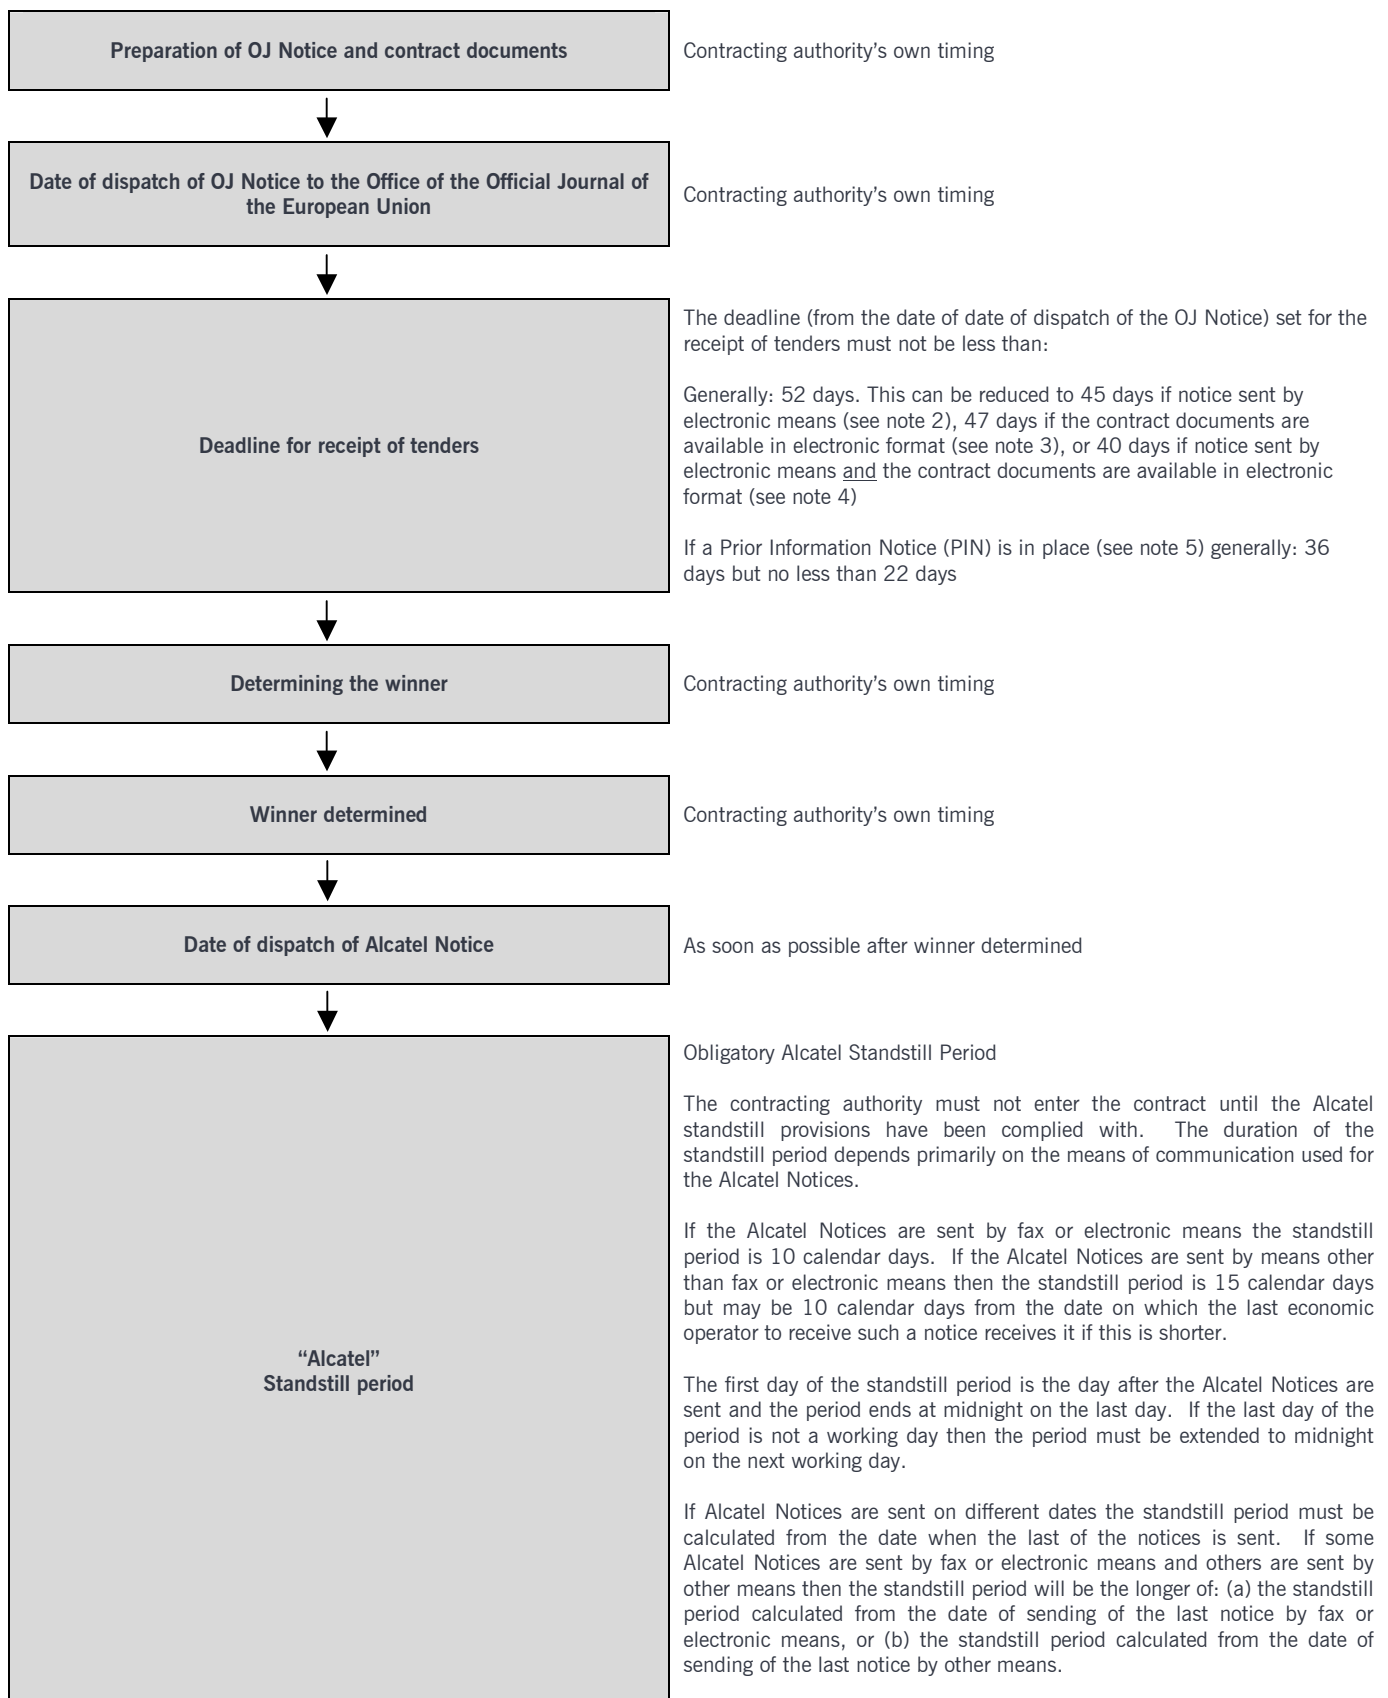 Preparation of OJ Notice and contract documents
Contracting authority’s own timing
Date of dispatch of OJ Notice to the Office of the Official Journal of
the European Union
Contracting authority’s own timing
Deadline for receipt of tenders
The deadline (from the date of date of dispatch of the OJ Notice) set for the
receipt of tenders must not be less than:
Generally: 52 days. This can be reduced to 45 days if notice sent by
electronic means (see note 2), 47 days if the contract documents are
available in electronic format (see note 3), or 40 days if notice sent by
electronic means and the contract documents are available in electronic
format (see note 4)
If a Prior Information Notice (PIN) is in place (see note 5) generally: 36
days but no less than 22 days
Determining the winner
Contracting authority’s own timing
Winner determined
Contracting authority’s own timing
Date of dispatch of Alcatel Notice
As soon as possible after winner determined
“Alcatel”
Standstill period
Obligatory Alcatel Standstill Period
The contracting authority must not enter the contract until the Alcatel
standstill provisions have been complied with. The duration of the
standstill period depends primarily on the means of communication used for
the Alcatel Notices.
If the Alcatel Notices are sent by fax or electronic means the standstill
period is 10 calendar days. If the Alcatel Notices are sent by means other
than fax or electronic means then the standstill period is 15 calendar days
but may be 10 calendar days from the date on which the last economic
operator to receive such a notice receives it if this is shorter.
The first day of the standstill period is the day after the Alcatel Notices are
sent and the period ends at midnight on the last day. If the last day of the
period is not a working day then the period must be extended to midnight
on the next working day.
If Alcatel Notices are sent on different dates the standstill period must be
calculated from the date when the last of the notices is sent. If some
Alcatel Notices are sent by fax or electronic means and others are sent by
other means then the standstill period will be the longer of: (a) the standstill
period calculated from the date of sending of the last notice by fax or
electronic means, or (b) the standstill period calculated from the date of
sending of the last notice by other means.